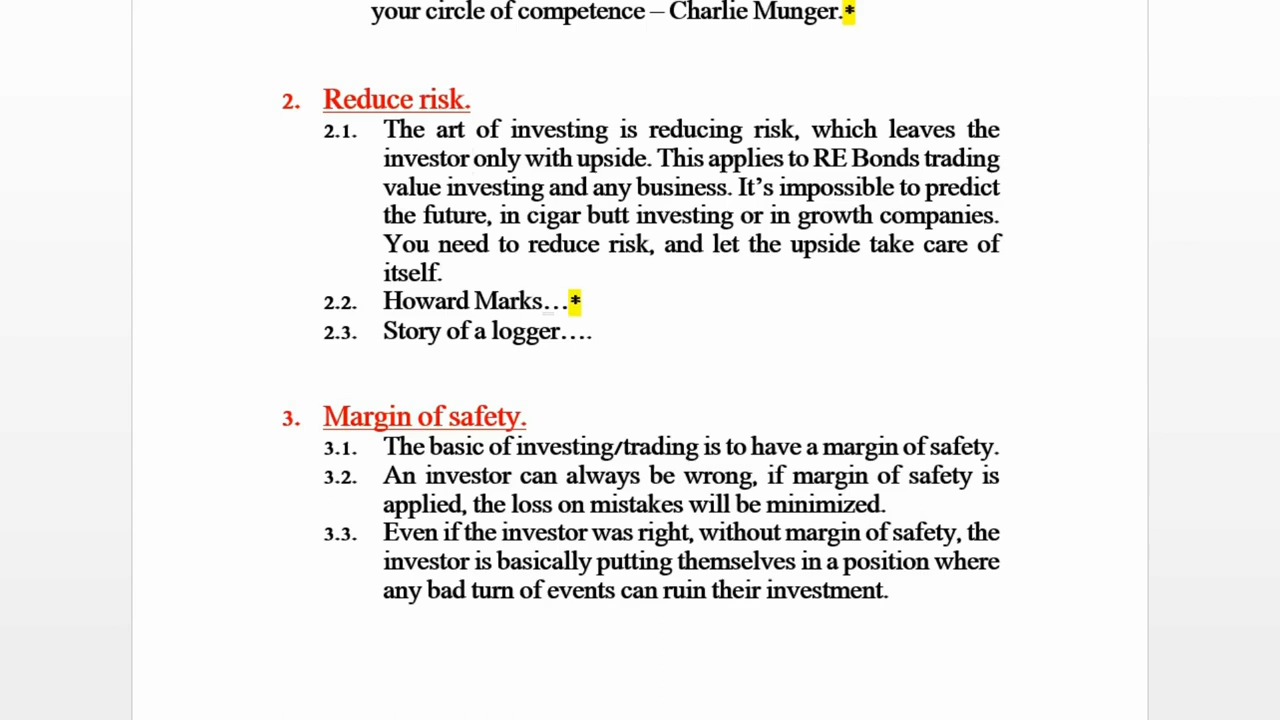 your circle of competence – Charlie Munger.*
2. Reduce risk.
2.1. The art of investing is reducing risk, which leaves the
investor only with upside. This applies to RE Bonds trading
value investing and any business. It’s impossible to predict
the future, in cigar butt investing or in growth companies.
You need to reduce risk, and let the upside take care of
itself.
2.2. Howard Marks…*
2.3. Story of a logger….
3. Margin of safety.
3.1. The basic of investing/trading is to have a margin of safety.
3.2. An investor can always be wrong, if margin of safety is
applied, the loss on mistakes will be minimized.
3.3. Even if the investor was right, without margin of safety, the
investor is basically putting themselves in a position where
any bad turn of events can ruin their investment.